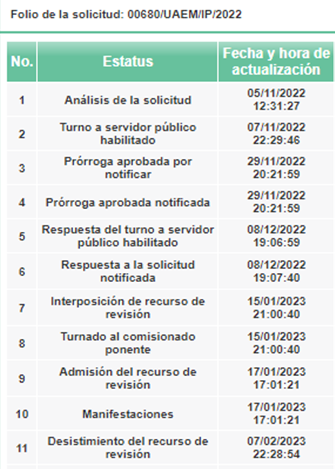 Folio de la solicitud: 00680/UAEM/IP/2022
No. Estatus Fecha y hora de
actualización
1 Análisis de la solicitud 05/11/2022
12:31:27
2 Turno a servidor público
habilitado 07/11/2022
22:29:46
3 Prórroga aprobada por
notificar 29/11/2022
20:21:59
4 Prórroga aprobada notificada 29/11/2022
20:21:59
5 Respuesta del turno a servidor
público habilitado 08/12/2022
19:06:59
6 Respuesta a la solicitud
notificada 08/12/2022
19:07:40
7 Interposición de recurso de
revisión 15/01/2023
21:00:40
8 Turnado al comisionado
ponente 15/01/2023
21:00:40
9 Admisión del recurso de
revisión 17/01/2023
17:01:21
10 Manifestaciones 17/01/2023
17:01:21
11 Desistimiento del recurso de
revisión 07/02/2023
22:28:54